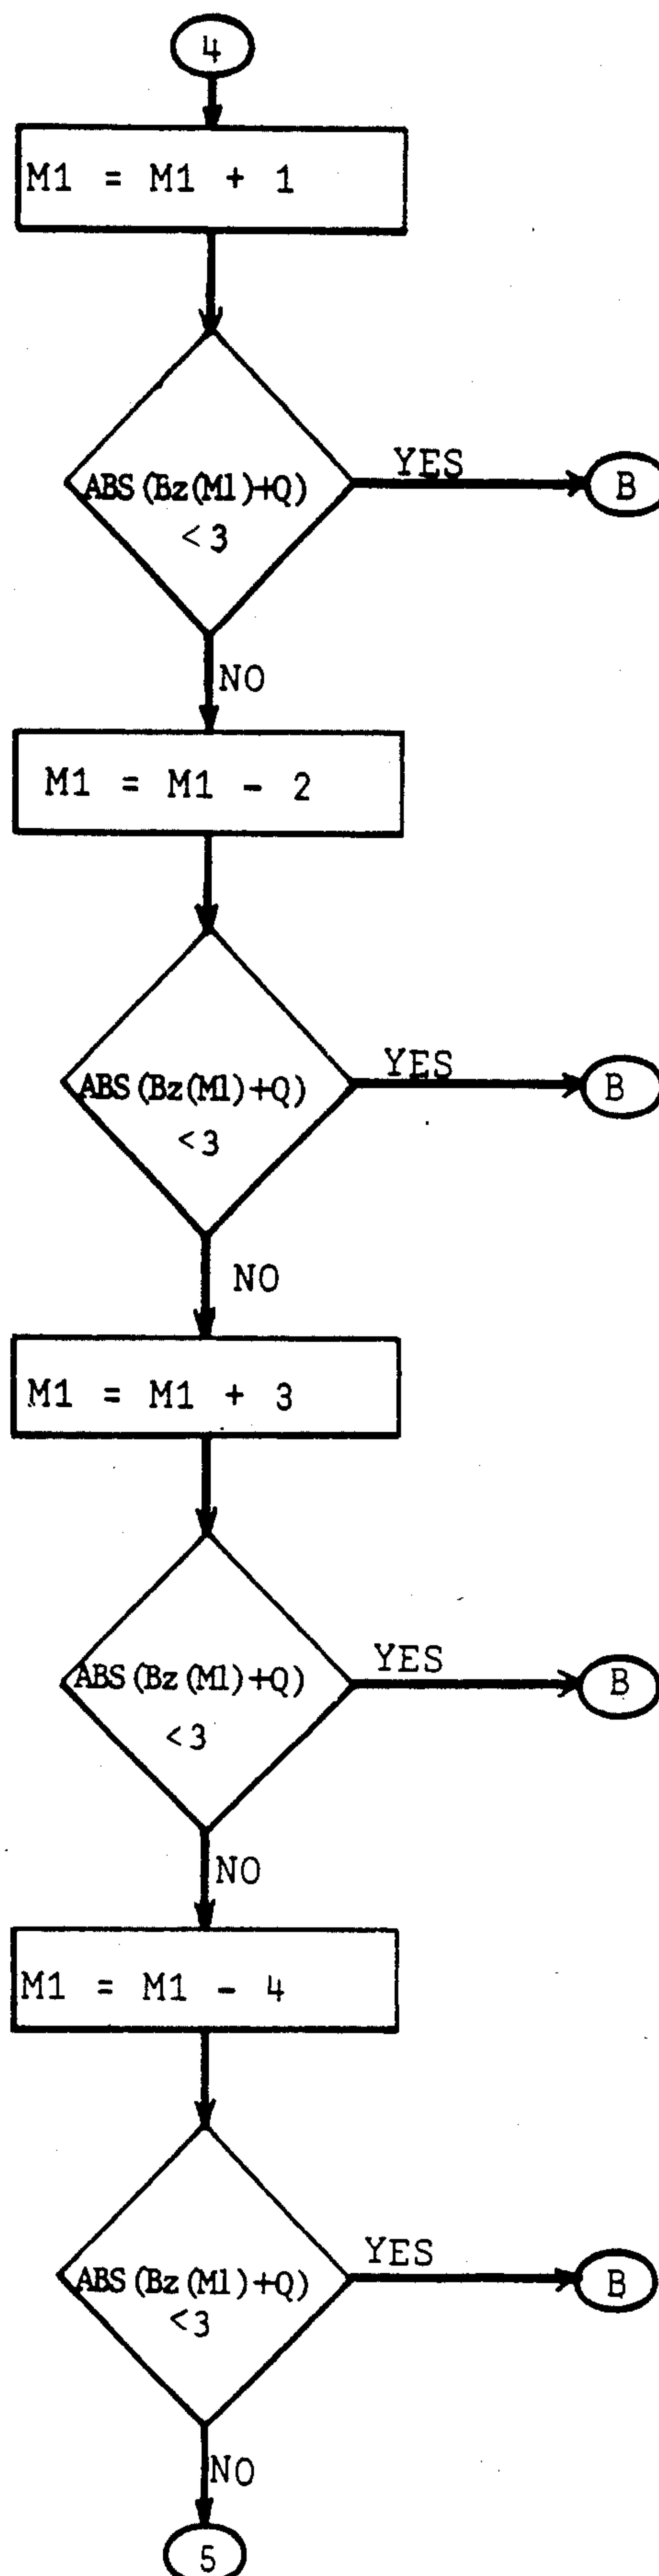 4
M1 = M1 + 1
ABS(Bz(M1)+Q)
<3
YES
B
NO
M1 = M1 - 2
ABS(Bz(M1)+Q)
<3
YES
B
NO
M1 = M1 + 3
ABS(Bz(M1)+Q)
<3
YES
B
NO
M1 = M1 - 4
ABS(Bz(M1)+Q)
<3
YES
B
NO
5